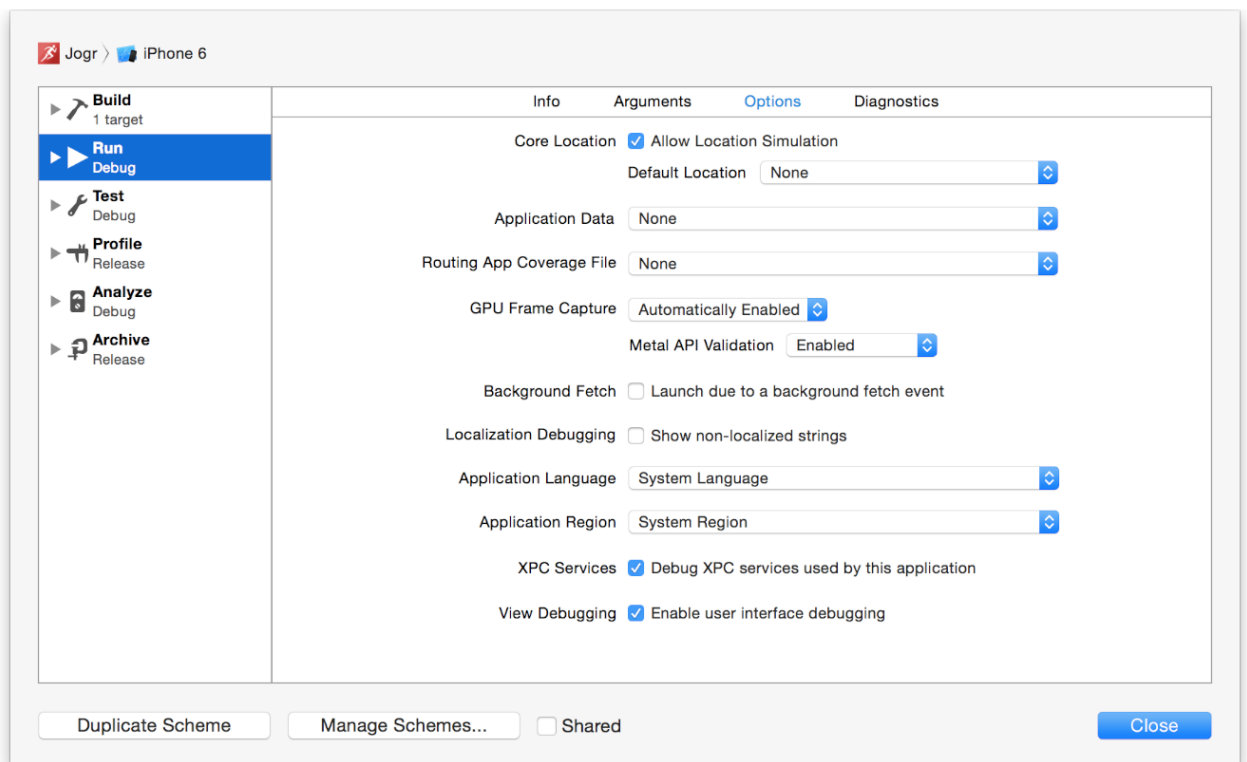 Jogr 〉 iPhone 6
Build
1 target
Run
Debug
Test
Debug
Profile
Release
Analyze
Debug
Archive
Release
Info Arguments Options Diagnostics
Core Location Allow Location Simulation
Default Location None
Application Data None
Routing App Coverage File None
GPU Frame Capture Automatically Enabled
Metal API Validation Enabled
Background Fetch Launch due to a background fetch event
Localization Debugging Show non-localized strings
Application Language System Language
Application Region System Region
XPC Services Debug XPC services used by this application
View Debugging Enable user interface debugging
Duplicate Scheme Manage Schemes... Shared Close